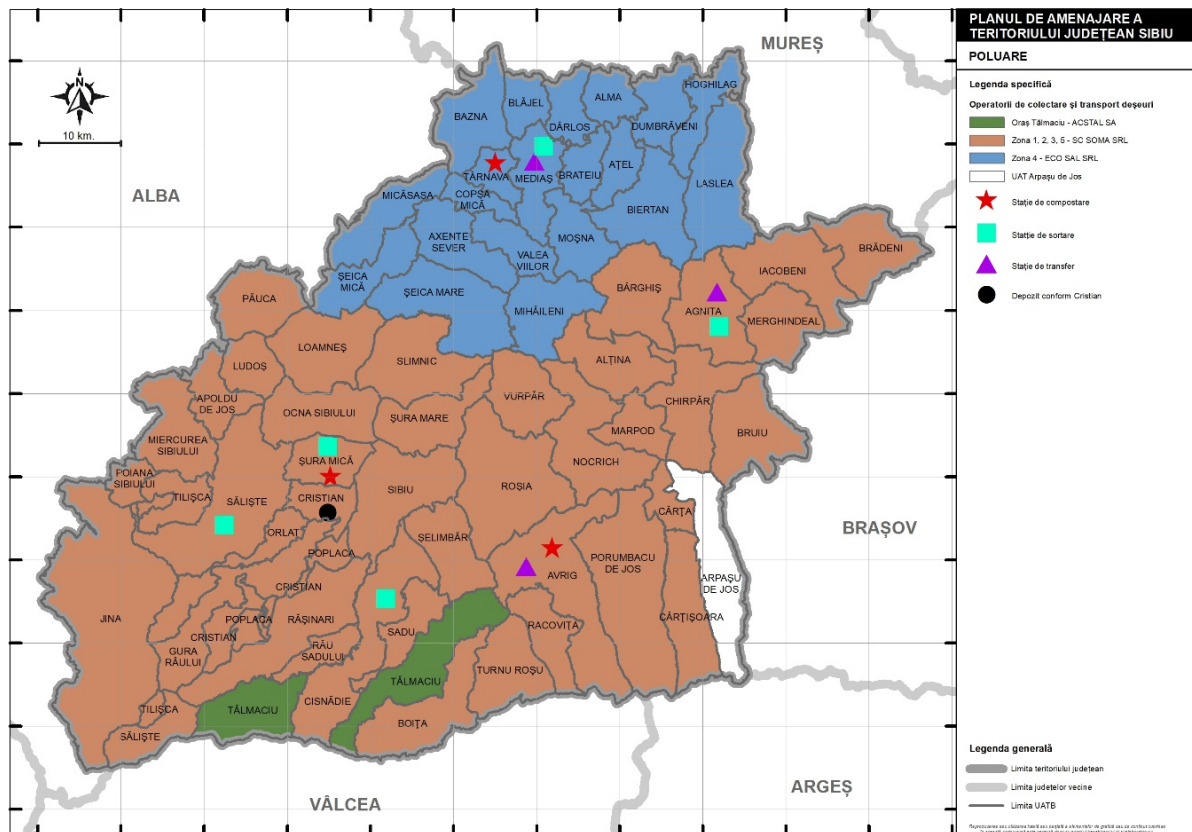 PLANUL DE AMENAJARE A
TERITORIULUI JUDEȚEAN SIBIU
POLUARE
Legenda specifică
Operatorii de colectare și transport deșeuri
Oraș Tălmaciu - ACSTAL SA
Zona 1, 2, 3, 5 - SC SOMA SRL
Zona 4 - ECO SAL SRL
UAT Arpașu de Jos
Stație de compostare
Stație de sortare
Stație de transfer
Depozit conform Cristian
Legenda generală
Limita teritoriului județean
Limita județelor vecine
Limita UATB
N
10 km.
MUREȘ
ALBA
BRAȘOV
ARGEȘ
VÂLCEA
HOGHILAG
ALMA
BLĂJEL
BAZNA
DÂRLOS
DUMBRĂVENI
AȚEL
TÂRNAVA
MEDIAȘ
BRATEIU
LASLEA
MICĂSASA
COPȘA
MICĂ
BIERTAN
AXENTE
SEVER
MOȘNA
VALEA
VIILOR
BRĂDENI
IACOBENI
ȘEICA
MICĂ
ȘEICA MARE
BÂRGHIȘ
PĂUCA
MIHĂILENI
AGNITA
MERGHINDEAL
LOAMNEȘ
SLIMNIC
ALȚÎNA
LUDOȘ
APOLDU
DE JOS
VURPĂR
CHIRPĂR
OCNA SIBIULUI
ȘURA MARE
MARPOD
BRUIU
MIERCUREA
SIBIULUI
ȘURA MICĂ
NOCRICH
POIANA
SIBIULUI
TILIȘCA
SĂLIȘTE
CRISTIAN
SIBIU
ROȘIA
CÂRȚA
ORLAT
ȘELIMBĂR
POPLACA
PORUMBACU
DE JOS
AVRIG
ARPAȘU
DE JOS
CRISTIAN
JINA
POPLACA
RĂȘINARI
CÂRȚIȘOARA
RACOVIȚA
CRISTIAN
SADU
GURA
RÂULUI
RÂU
SADULUI
TURNU ROȘU
TĂLMACIU
CISNĂDIE
TILIȘCA
TĂLMACIU
BOIȚA
SĂLIȘTE